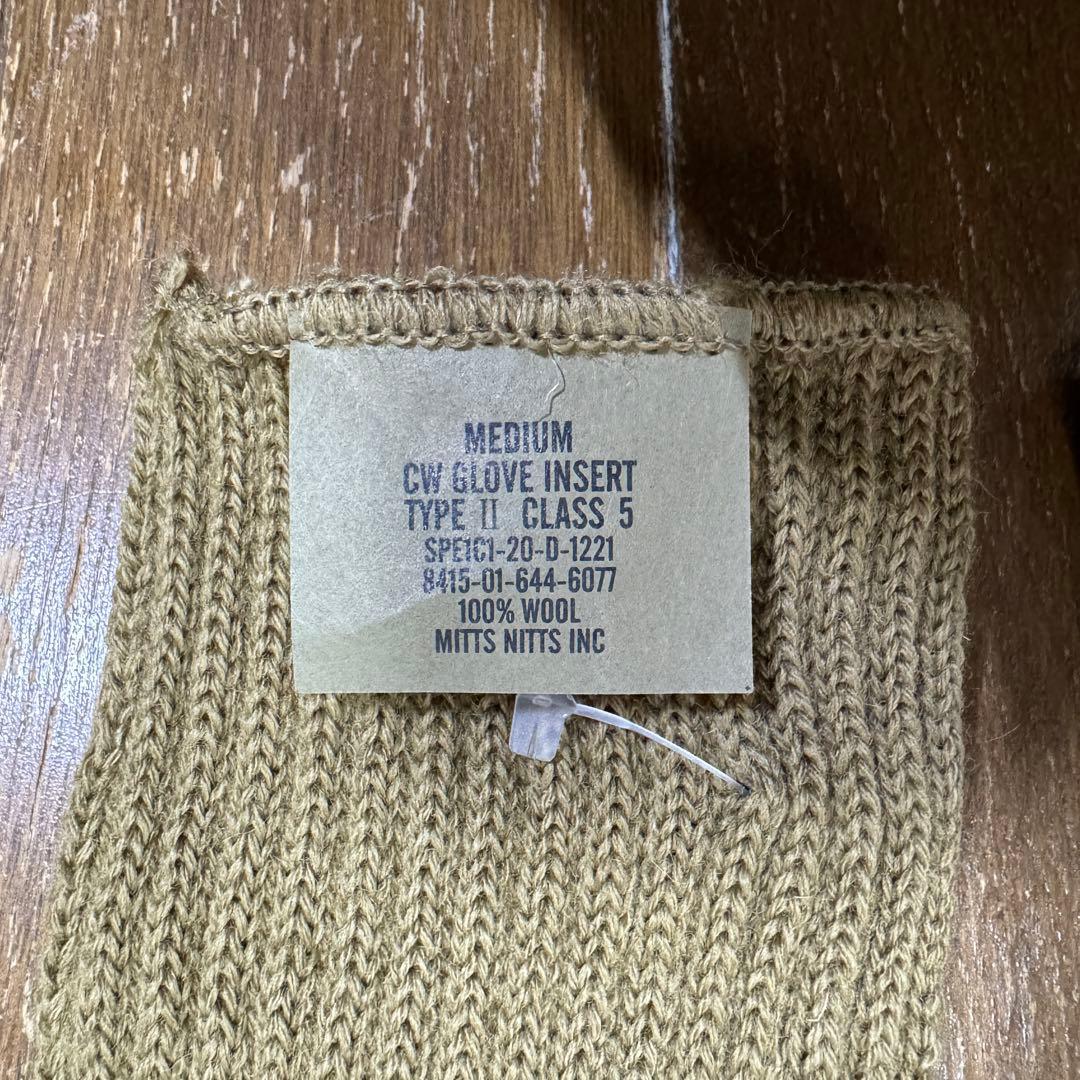 MEDIUM
CW GLOVE INSERT
TYPE II CLASS 5
SPE1C1-20-D-1221
8415-01-644-6077
100% WOOL
MITTS NITTS INC